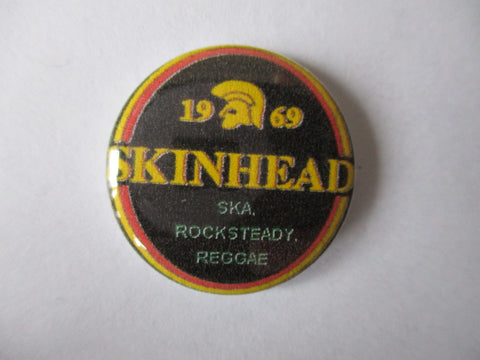 19 69
SKINHEAD
SKA,
ROCKSTEADY,
REGGAE